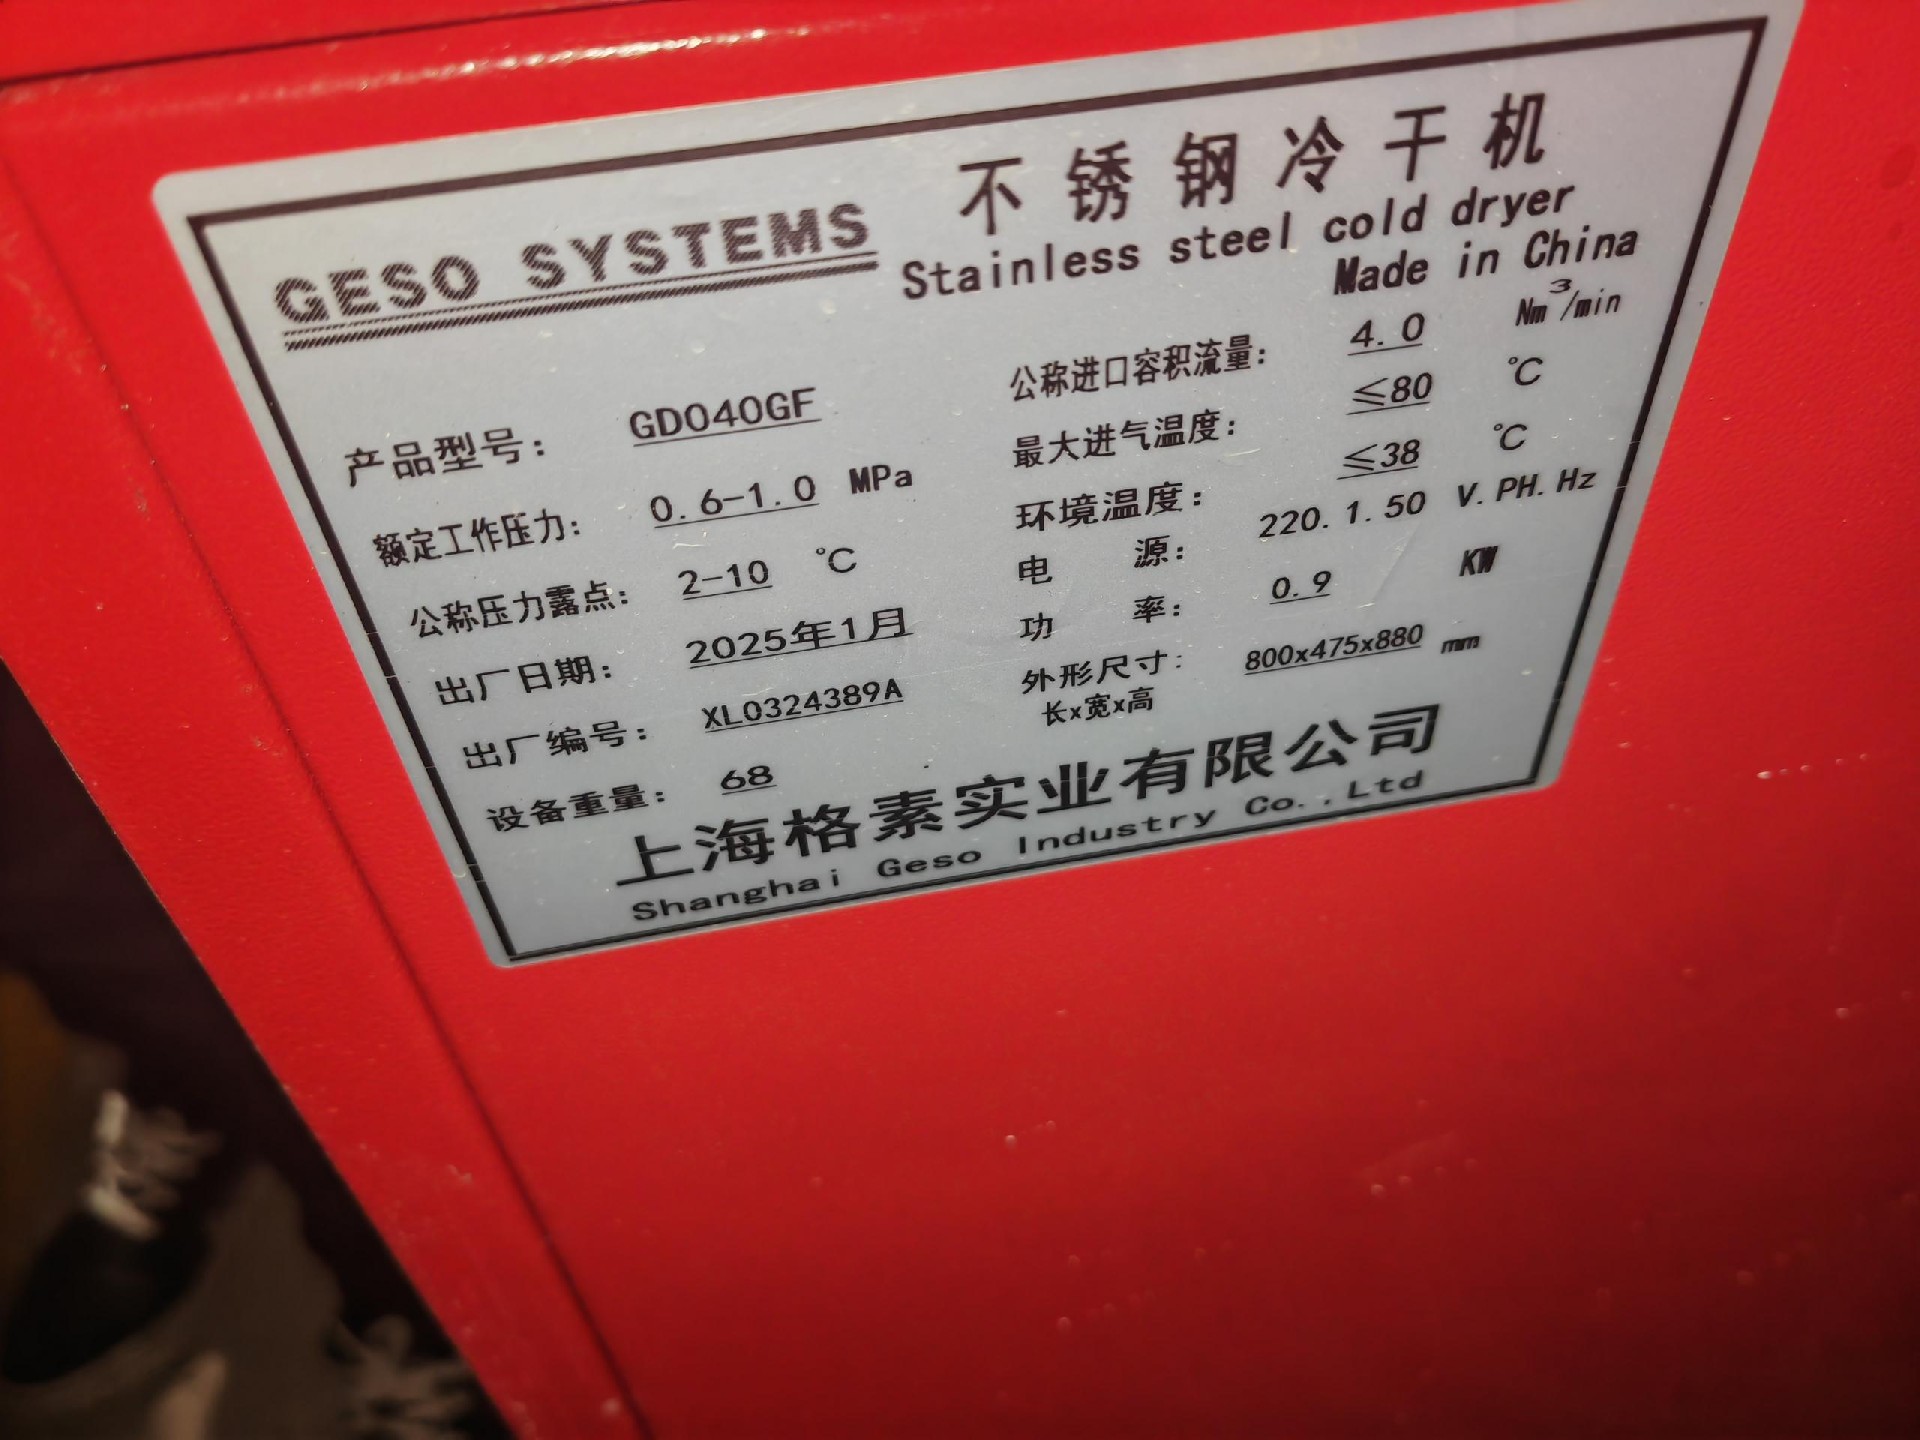 GESO SYSTEMS
不锈钢冷干机
Stainless steel cold dryer
Made in China
产品型号: GD040GF
额定工作压力: 0.6-1.0 MPa
公称压力露点: 2-10 ℃
出厂日期: 2025年1月
出厂编号: XL0324389A
设备重量: 68
公称进口容积流量: 4.0 Nm³/min
最大进气温度: ≤80 ℃
环境温度: ≤38 ℃
电源: 220.1.50 V.PH.Hz
功率: 0.9 KW
外形尺寸: 800x475x880 mm
长x宽x高
上海格素实业有限公司
Shanghai Geso Industry Co.,Ltd